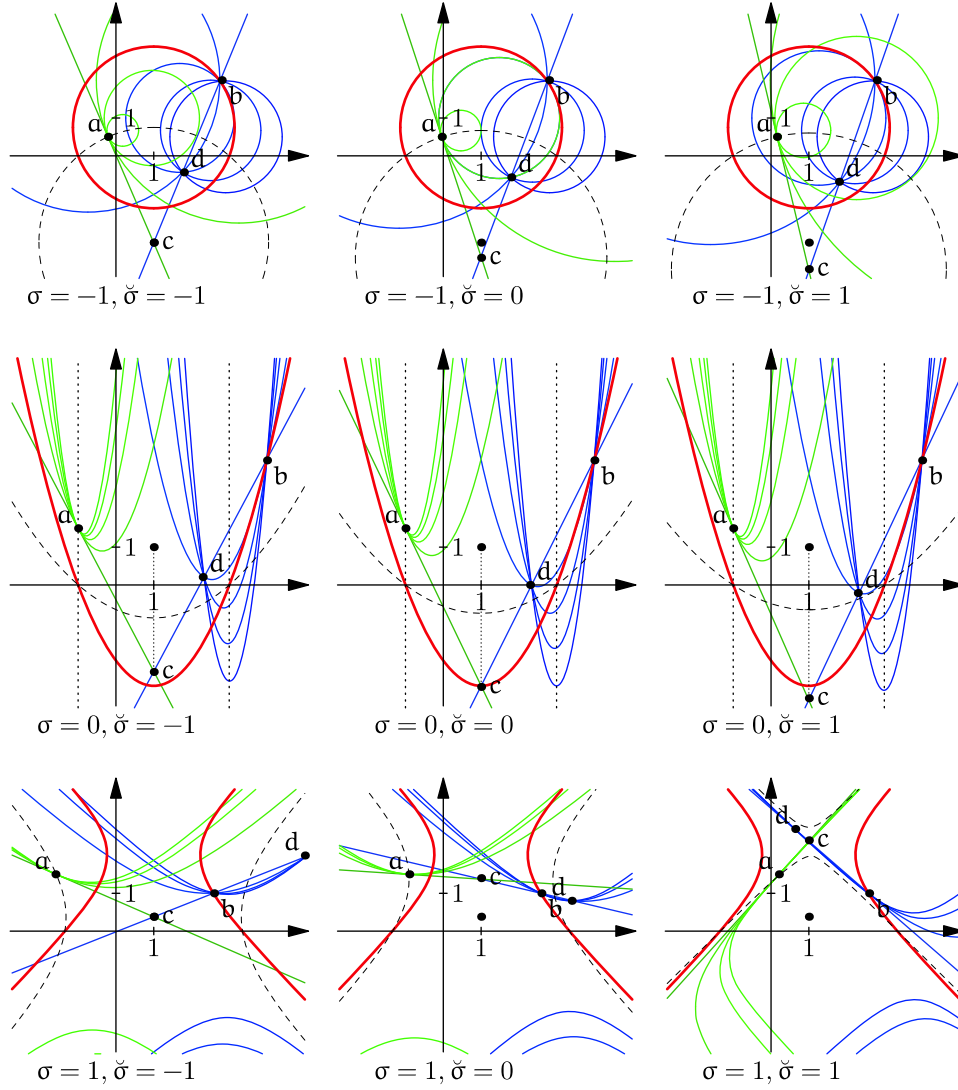 a
1
b
d
1
c
σ = −1, σ̆ = −1
a
1
b
d
1
c
σ = −1, σ̆ = 0
a
1
b
d
1
c
σ = −1, σ̆ = 1
b
a
1
d
1
c
σ = 0, σ̆ = −1
b
a
1
d
1
c
σ = 0, σ̆ = 0
b
a
1
d
1
c
σ = 0, σ̆ = 1
d
a
1
b
c
1
σ = 1, σ̆ = −1
a
c
d
1
b
1
σ = 1, σ̆ = 0
d
c
a
1
b
1
σ = 1, σ̆ = 1